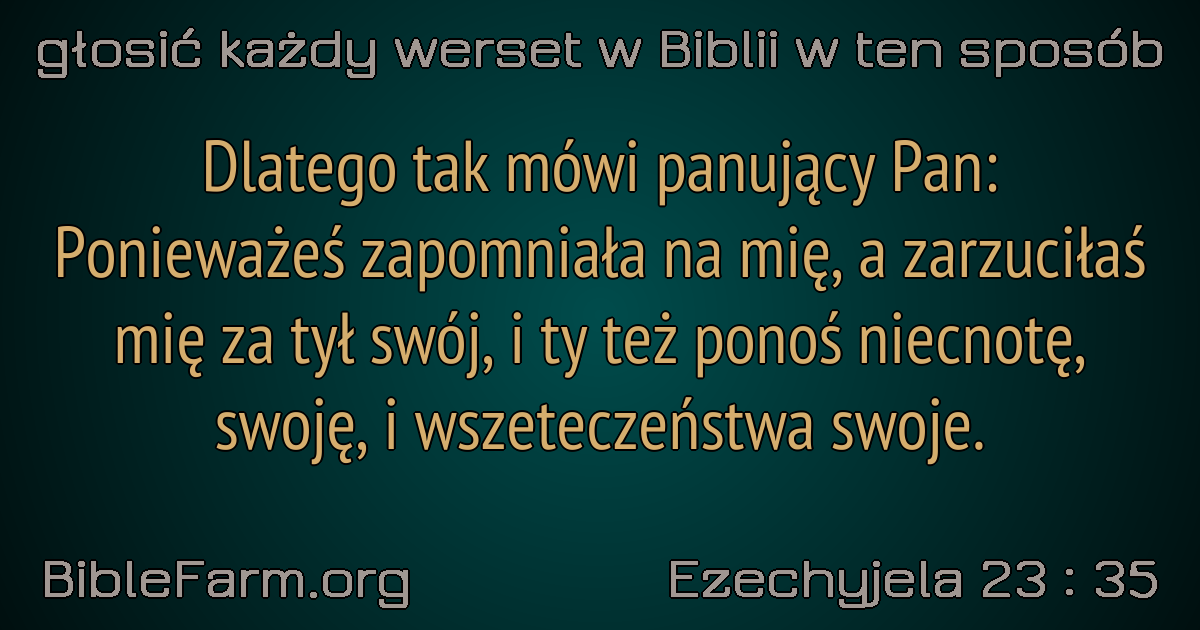 głosić każdy werset w Biblii w ten sposób
Dlatego tak mówi panujący Pan:
Ponieważeś zapomniała na mię, a zarzuciłaś
mię za tył swój, i ty też ponoś niecnotę,
swoję, i wszeteczeństwa swoje.
BibleFarm.org
Ezechyjela 23 : 35